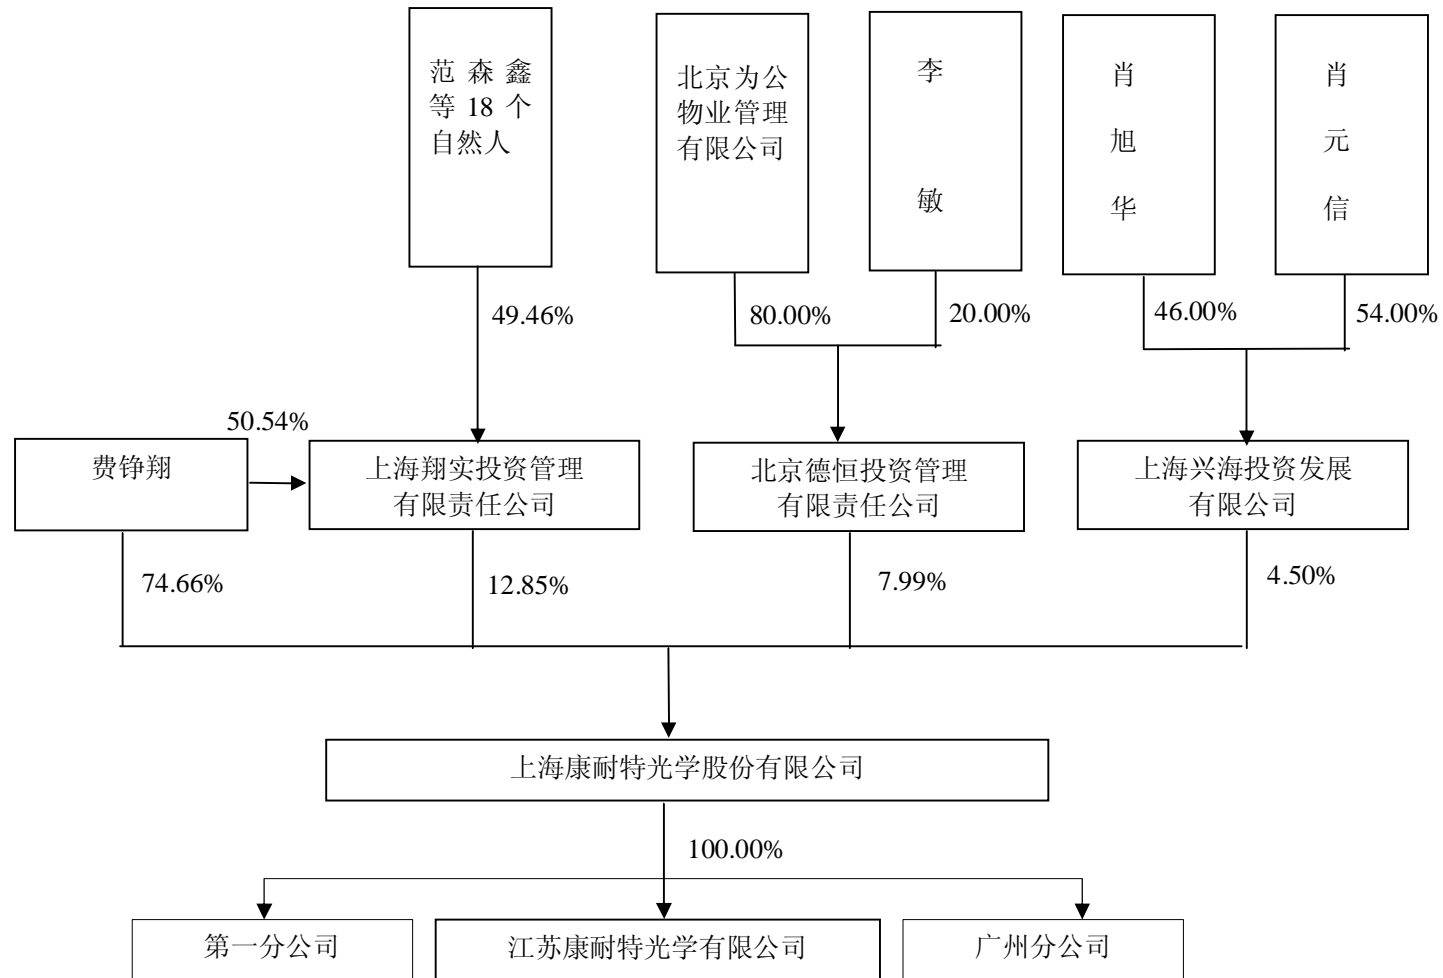 范森鑫
等 18 个
自然人
北京为公
物业管理
有限公司
李
敏
肖
旭
华
肖
元
信
49.46%
80.00%
20.00%
46.00%
54.00%
50.54%
费铮翔
上海翔实投资管理
有限责任公司
北京德恒投资管理
有限责任公司
上海兴海投资发展
有限公司
74.66%
12.85%
7.99%
4.50%
上海康耐特光学股份有限公司
100.00%
第一分公司
江苏康耐特光学有限公司
广州分公司